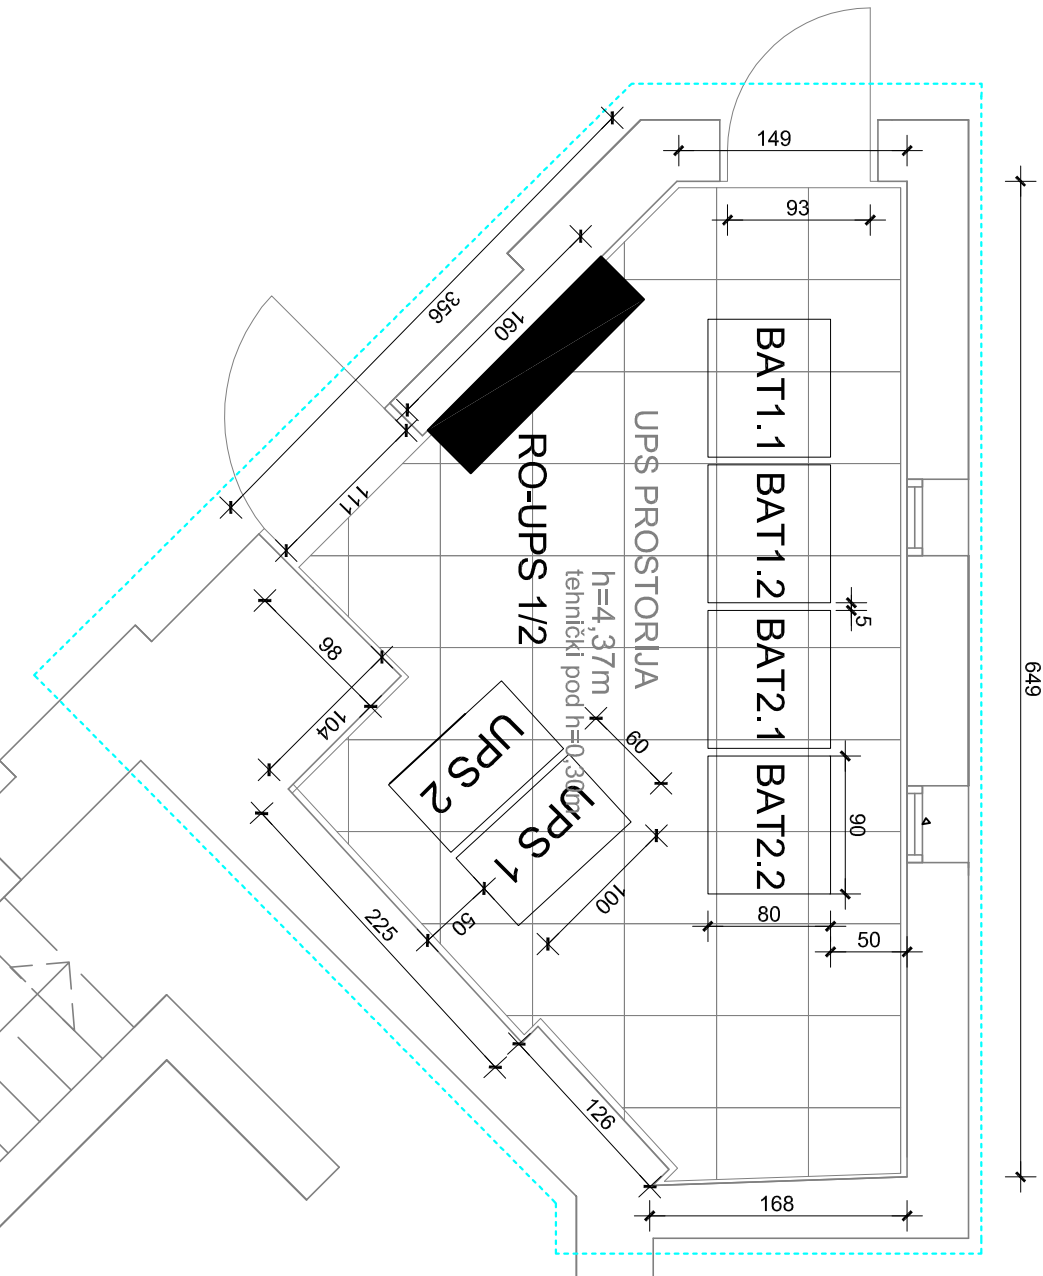 149
93
649
356
160
BAT1.1
111
RO-UPS 1/2
UPS PROSTORIJA
h=4,37m
tehnički pod h=0,30m
BAT1.2
5
98
104
BAT2.1
60
UPS 2
UPS 1
BAT2.2
90
100
50
225
80
50
126
168